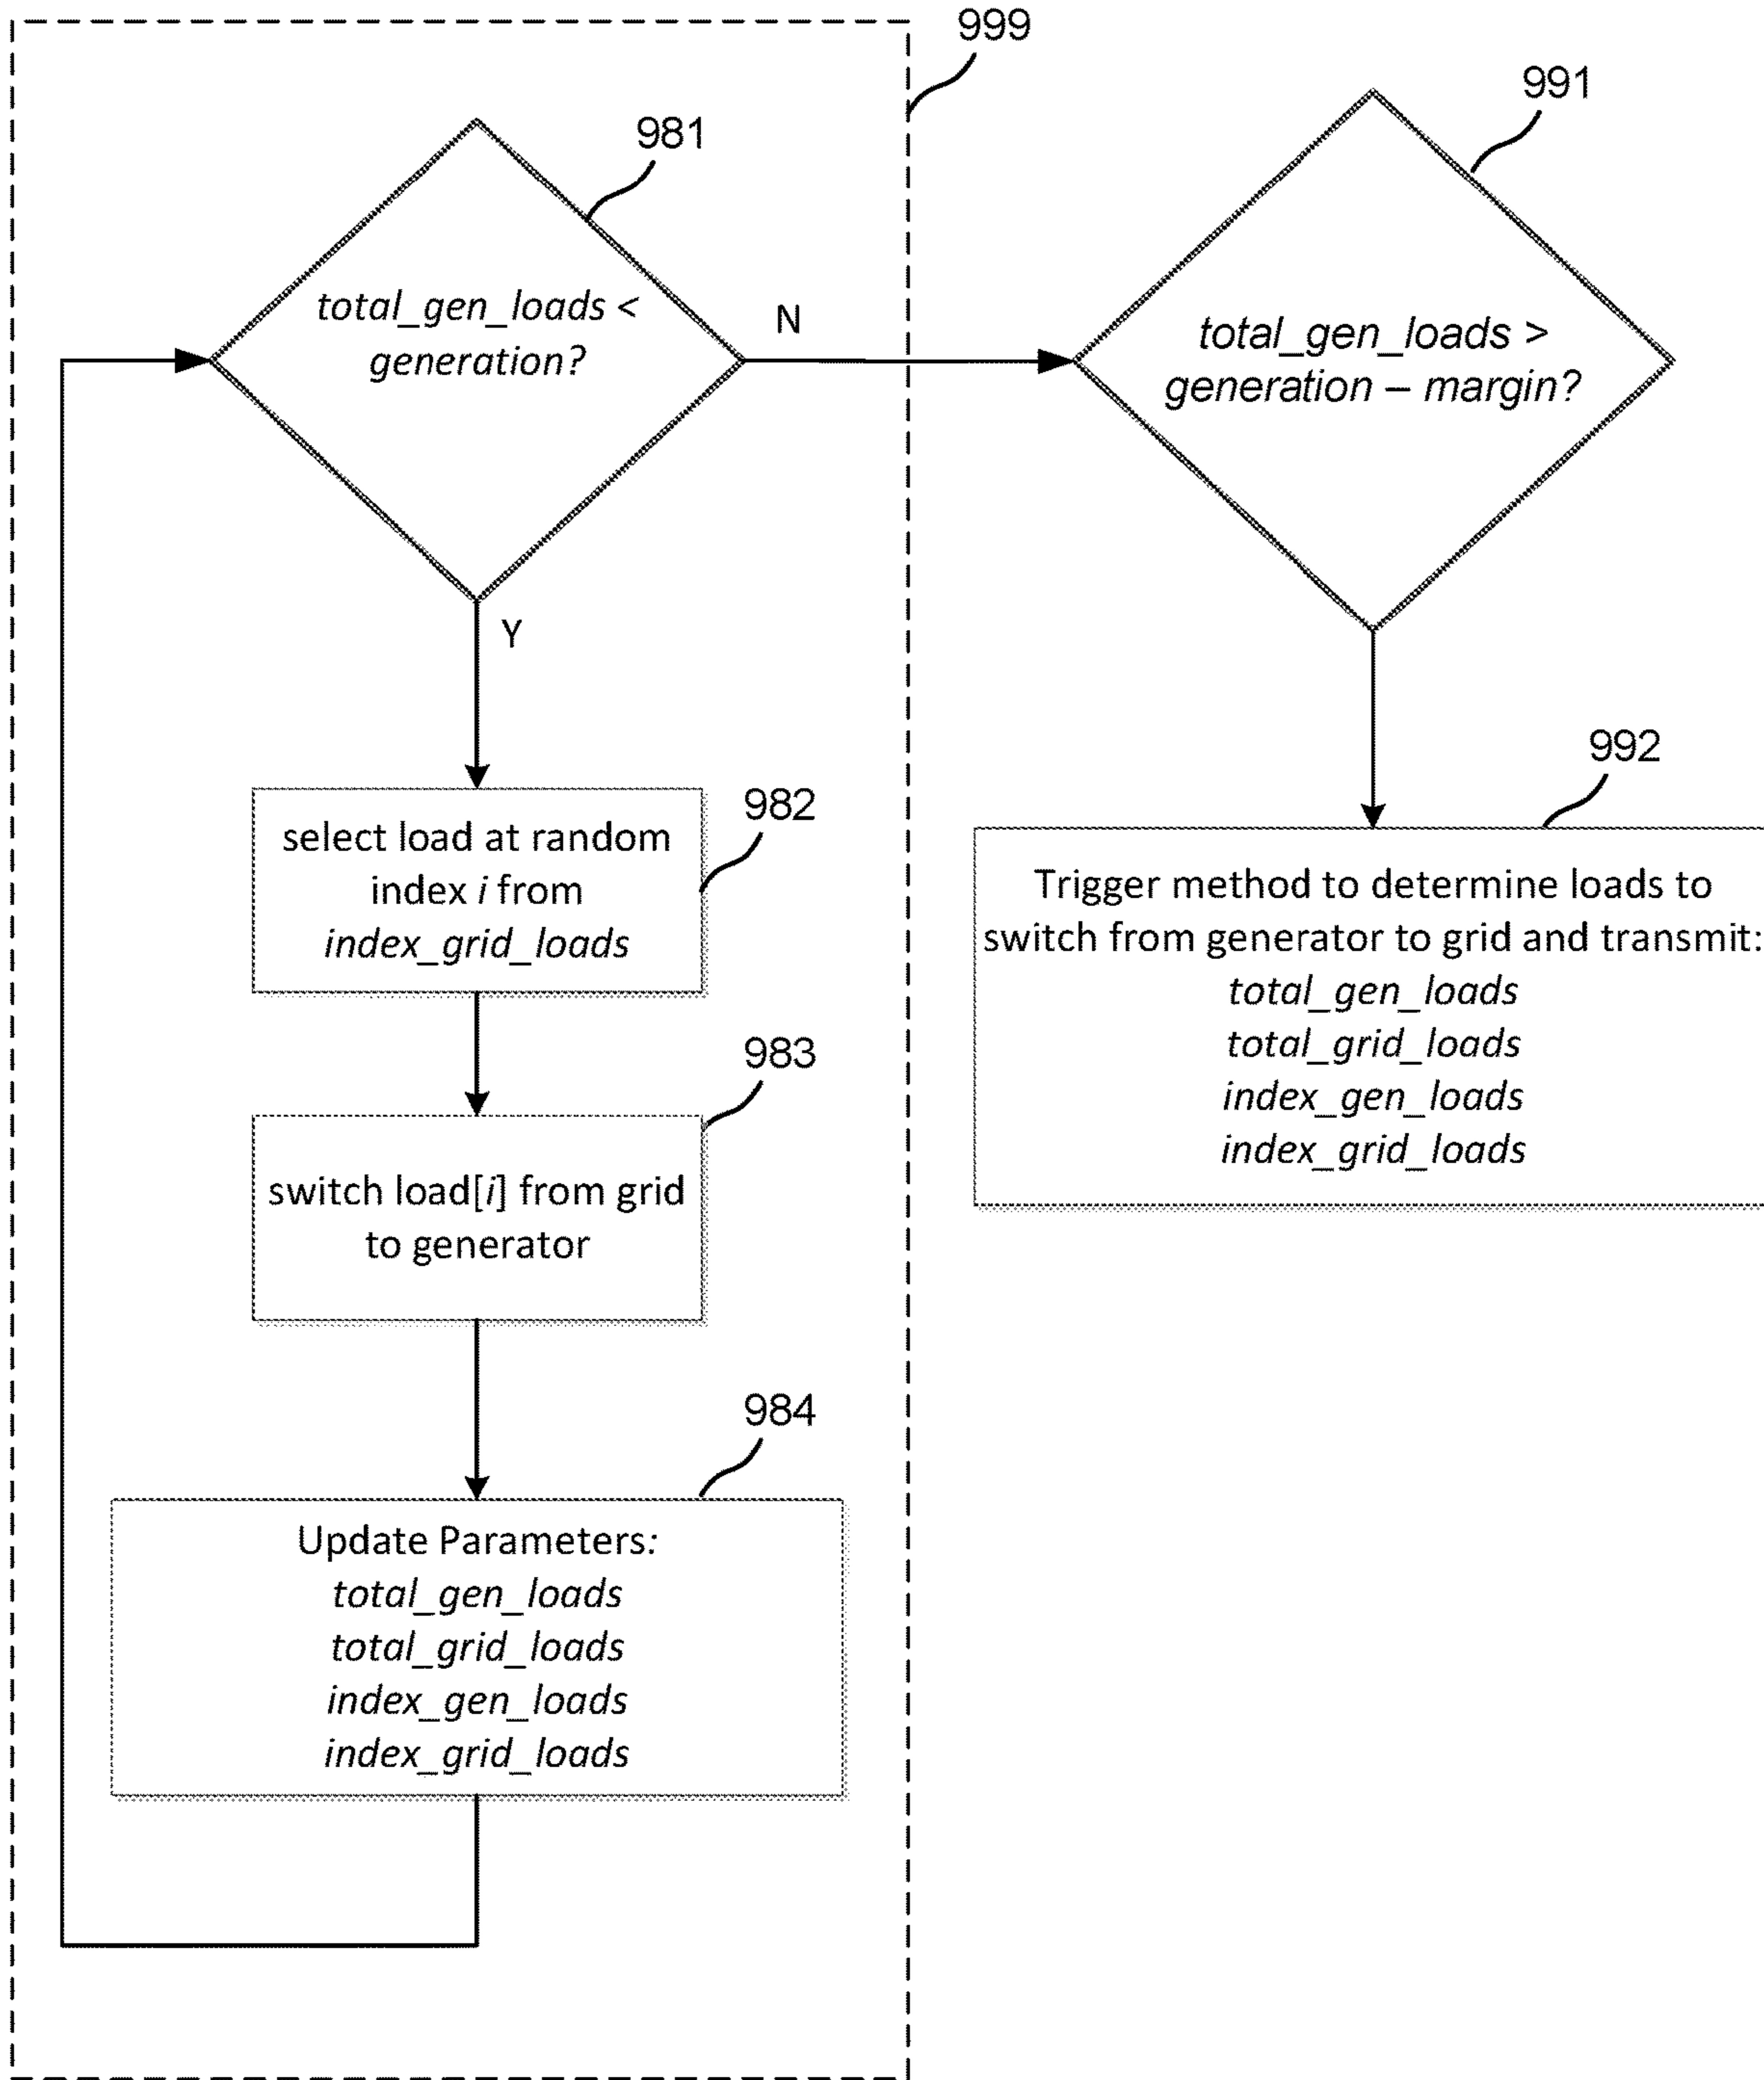 999
991
981
total_gen_loads <
generation?
N
total_gen_loads >
generation – margin?
Y
992
982
select load at random
index i from
index_grid_loads
Trigger method to determine loads to
switch from generator to grid and transmit:
total_gen_loads
total_grid_loads
index_gen_loads
index_grid_loads
983
switch load[i] from grid
to generator
984
Update Parameters:
total_gen_loads
total_grid_loads
index_gen_loads
index_grid_loads